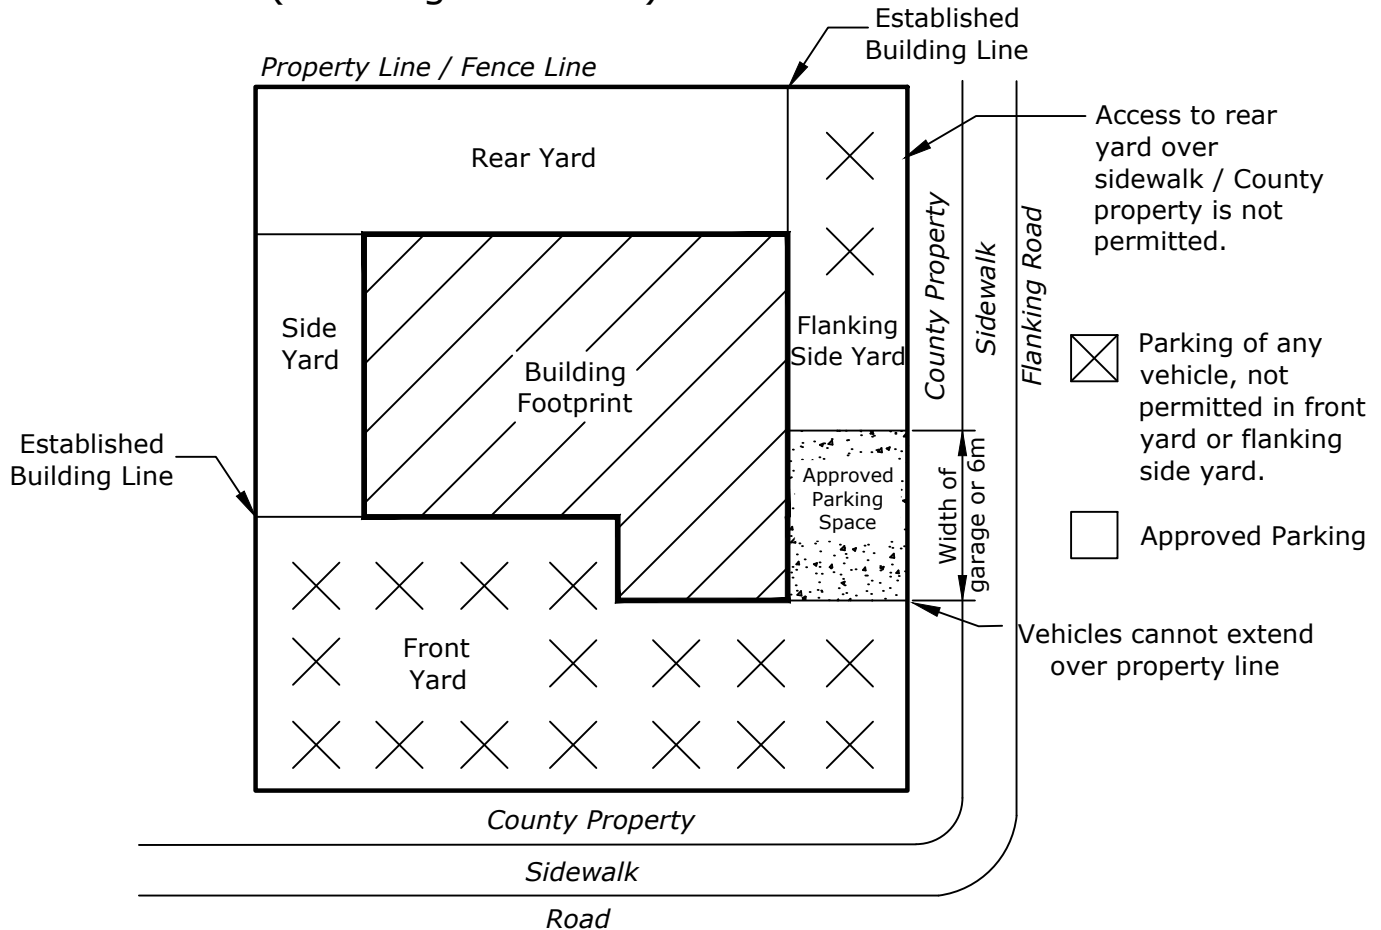 Established
Building Line
Property Line / Fence Line
Access to rear
yard over
sidewalk / County
property is not
permitted.
Rear Yard
County Property
Sidewalk
Flanking Road
Side
Yard
Flanking
Side Yard
Building
Footprint
Parking of any
vehicle, not
permitted in front
yard or flanking
side yard.
Established
Building Line
Approved
Parking
Space
Width of
garage or 6m
Approved Parking
Front
Yard
Vehicles cannot extend
over property line
County Property
Sidewalk
Road